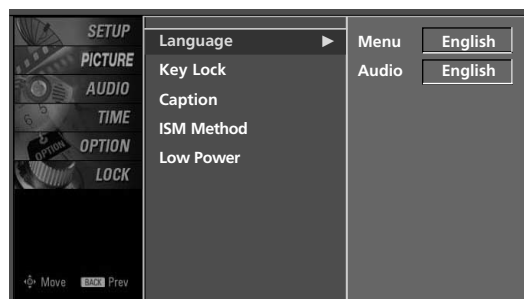 SETUP
PICTURE
AUDIO
TIME
OPTION
LOCK
Move BACK Prev
Language ▶
Key Lock
Caption
ISM Method
Low Power
Menu English
Audio English